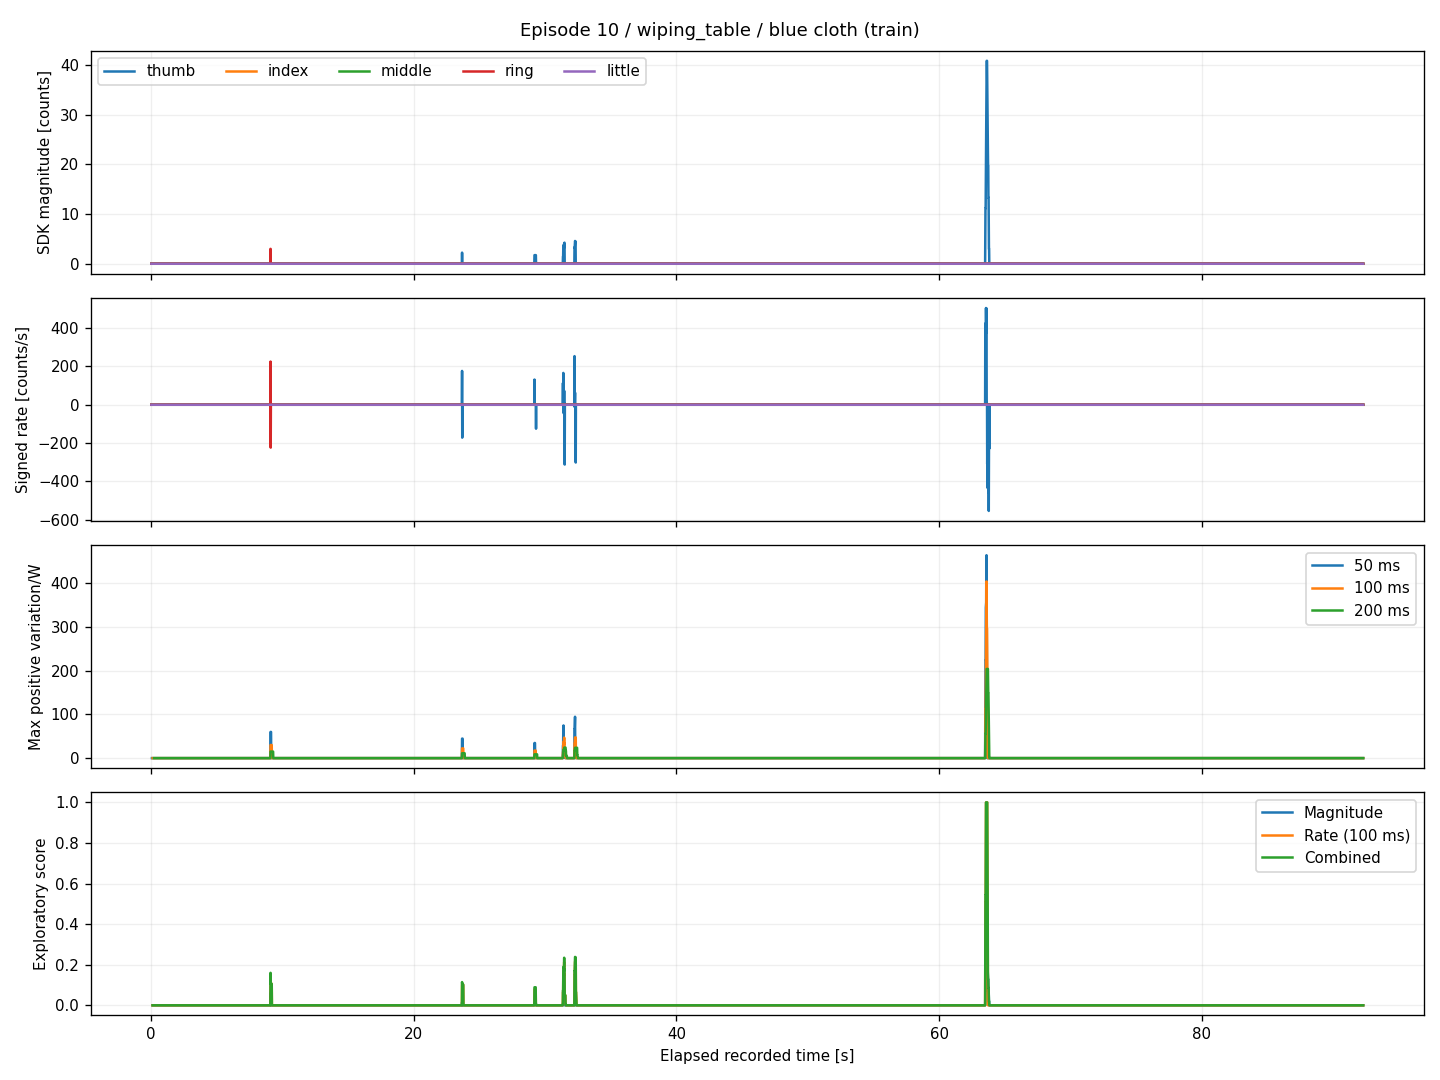 Episode 10 / wiping_table / blue cloth (train)
SDK magnitude [counts]
40
30
20
10
0
thumb index middle ring little
Signed rate [counts/s]
400
200
0
−200
−400
−600
Max positive variation/W
400
300
200
100
0
50 ms
100 ms
200 ms
Exploratory score
1.0
0.8
0.6
0.4
0.2
0.0
Magnitude
Rate (100 ms)
Combined
0 20 40 60 80
Elapsed recorded time [s]